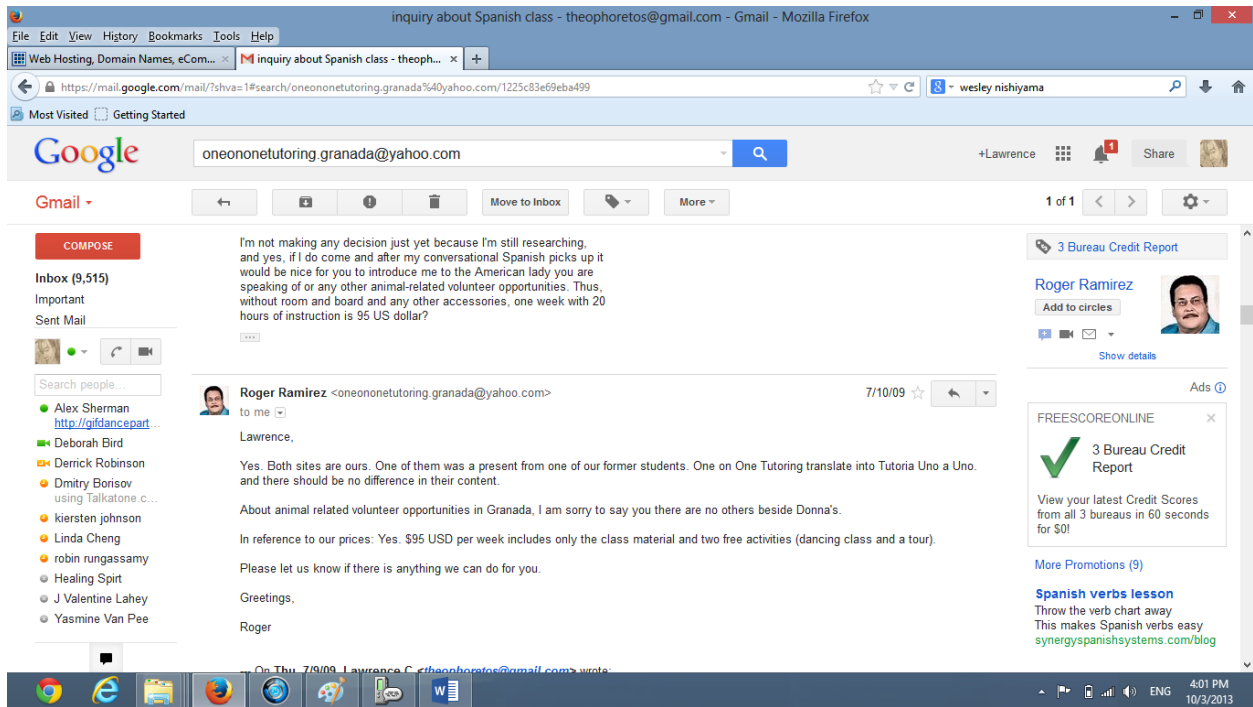 inquiry about Spanish class - theophoretos@gmail.com - Gmail - Mozilla Firefox
File Edit View History Bookmarks Tools Help
Web Hosting, Domain Names, eCom...
inquiry about Spanish class - theoph...
https://mail.google.com/mail/?shva=1#search/oneononetutoring.granada%40yahoo.com/1225c83e69eba499
wesley nishiyama
Most Visited Getting Started
Google
oneononetutoring.granada@yahoo.com
+Lawrence
1
Share
Gmail
Move to Inbox
More
1 of 1
COMPOSE
Inbox (9,515)
Important
Sent Mail
Search people...
Alex Sherman
http://gifdancepart...
Deborah Bird
Derrick Robinson
Dmitry Borisov
using Talkatone.c...
kiersten johnson
Linda Cheng
robin rungassamy
Healing Spirt
J Valentine Lahey
Yasmine Van Pee
I'm not making any decision just yet because I'm still researching,
and yes, if I do come and after my conversational Spanish picks up it
would be nice for you to introduce me to the American lady you are
speaking of or any other animal-related volunteer opportunities. Thus,
without room and board and any other accessories, one week with 20
hours of instruction is 95 US dollar?
Roger Ramirez <oneononetutoring.granada@yahoo.com>
7/10/09
to me
Lawrence,
Yes. Both sites are ours. One of them was a present from one of our former students. One on One Tutoring translate into Tutoria Uno a Uno.
and there should be no difference in their content.
About animal related volunteer opportunities in Granada, I am sorry to say you there are no others beside Donna's.
In reference to our prices: Yes. $95 USD per week includes only the class material and two free activities (dancing class and a tour).
Please let us know if there is anything we can do for you.
Greetings,
Roger
--- On Thu, 7/9/09, Lawrence C <theophoretos@gmail.com> wrote:
3 Bureau Credit Report
Roger Ramirez
Add to circles
Show details
Ads
FREESCOREONLINE
3 Bureau Credit
Report
View your latest Credit Scores
from all 3 bureaus in 60 seconds
for $0!
More Promotions (9)
Spanish verbs lesson
Throw the verb chart away
This makes Spanish verbs easy
synergyspanishsystems.com/blog
ENG
4:01 PM
10/3/2013